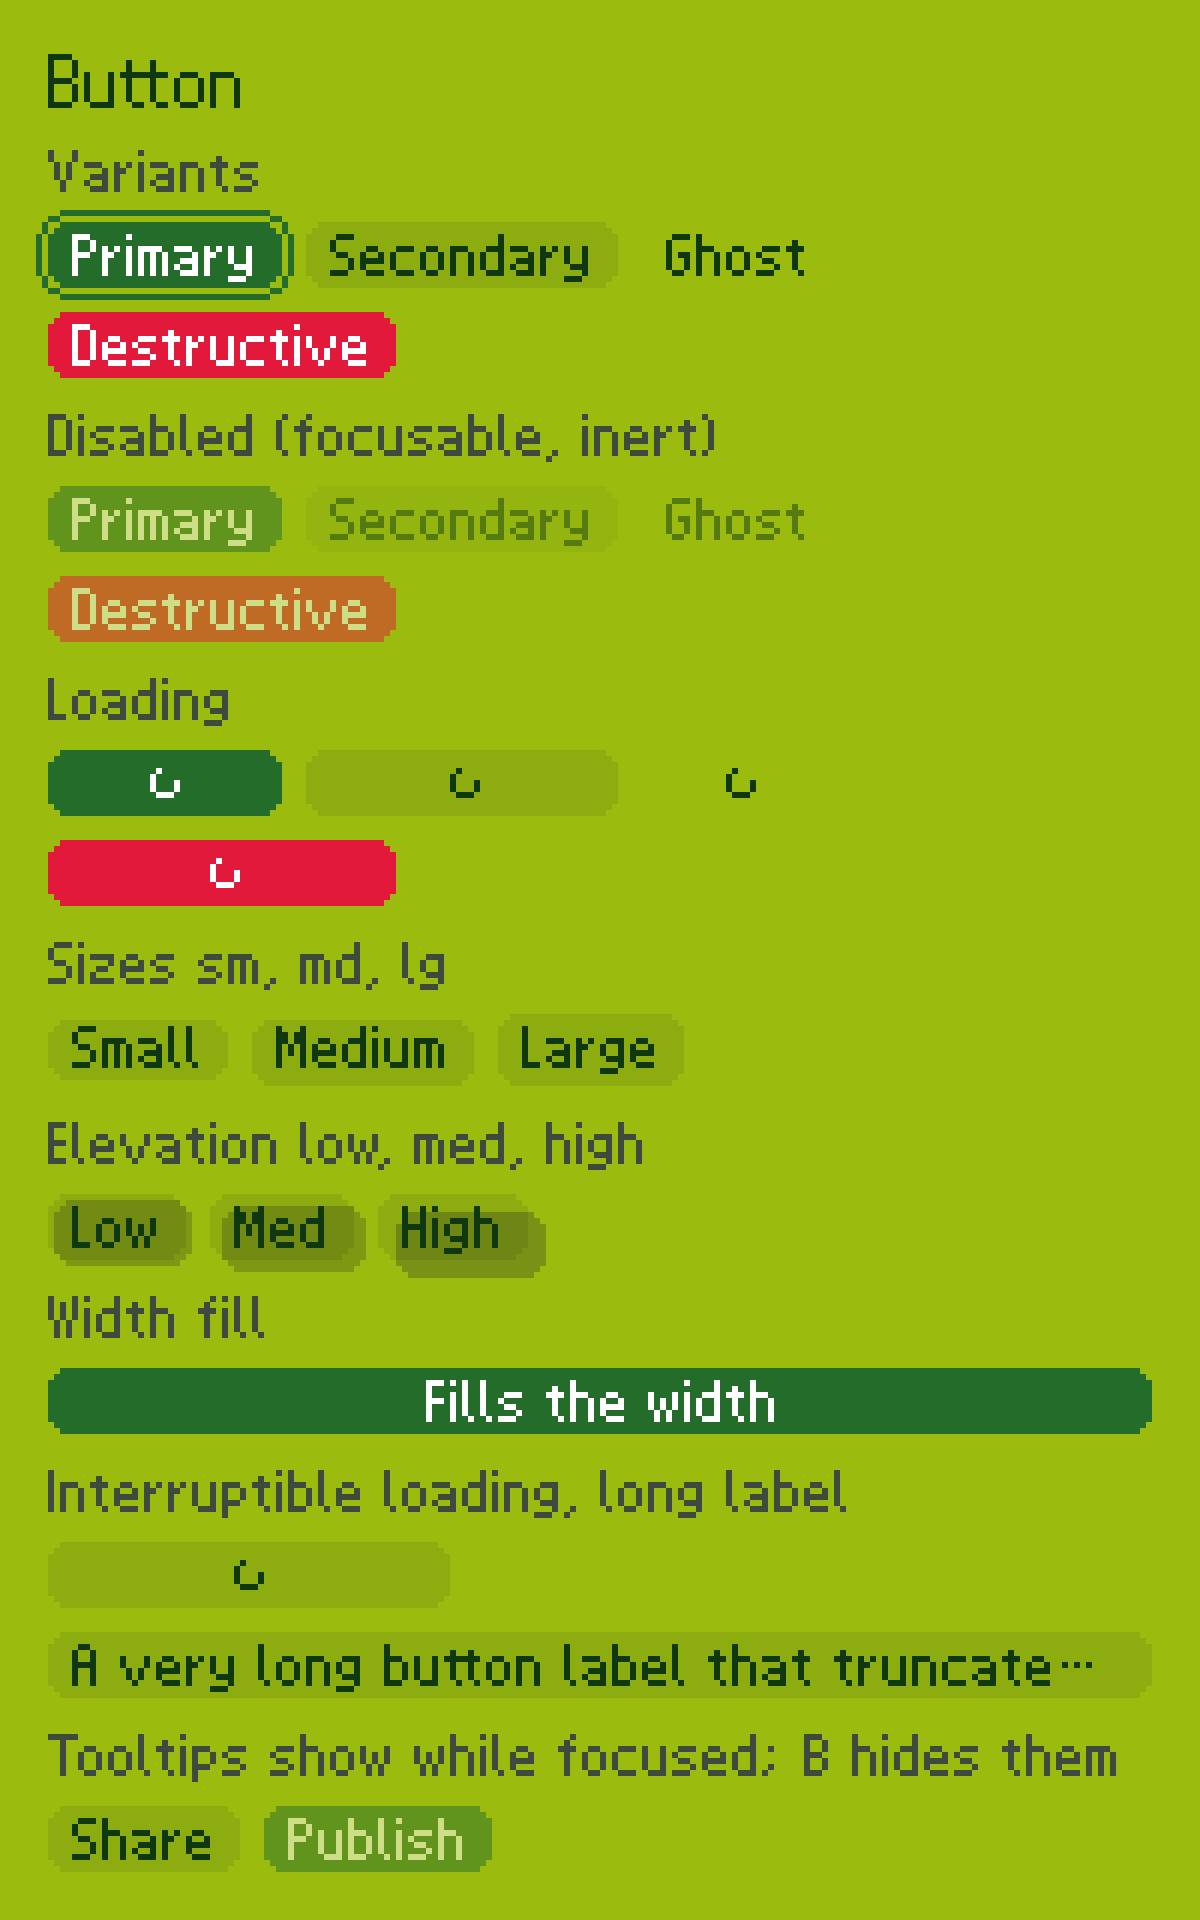 Button
Variants
Primary Secondary Ghost
Destructive
Disabled (focusable, inert)
Primary Secondary Ghost
Destructive
Loading
Sizes sm, md, lg
Small Medium Large
Elevation low, med, high
Low Med High
Width fill
Fills the width
Interruptible loading, long label
A very long button label that truncate…
Tooltips show while focused; B hides them
Share Publish